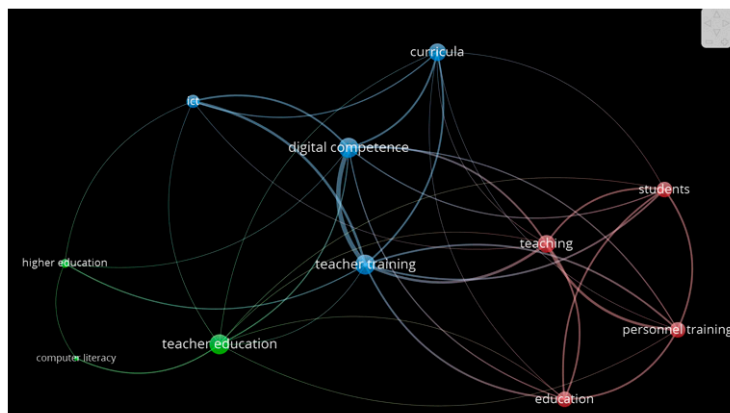 curricula
ict
digital competence
students
teaching
higher education
teacher training
personnel training
teacher education
computer literacy
education